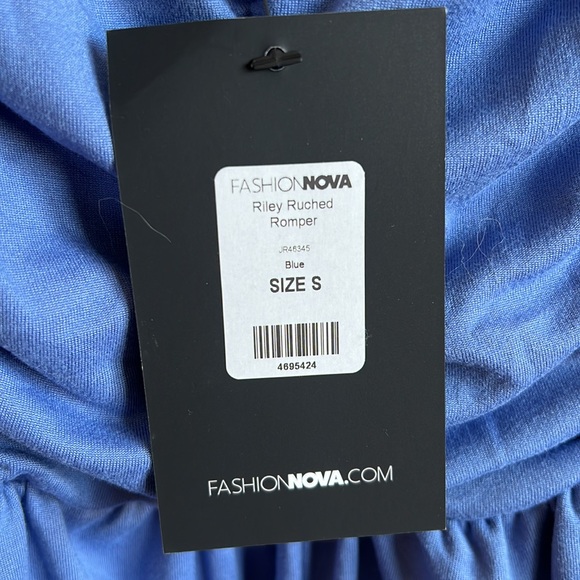 FASHIONNOVA
Riley Ruched
Romper
JR46345
Blue
SIZE S
4695424
FASHIONNOVA.COM